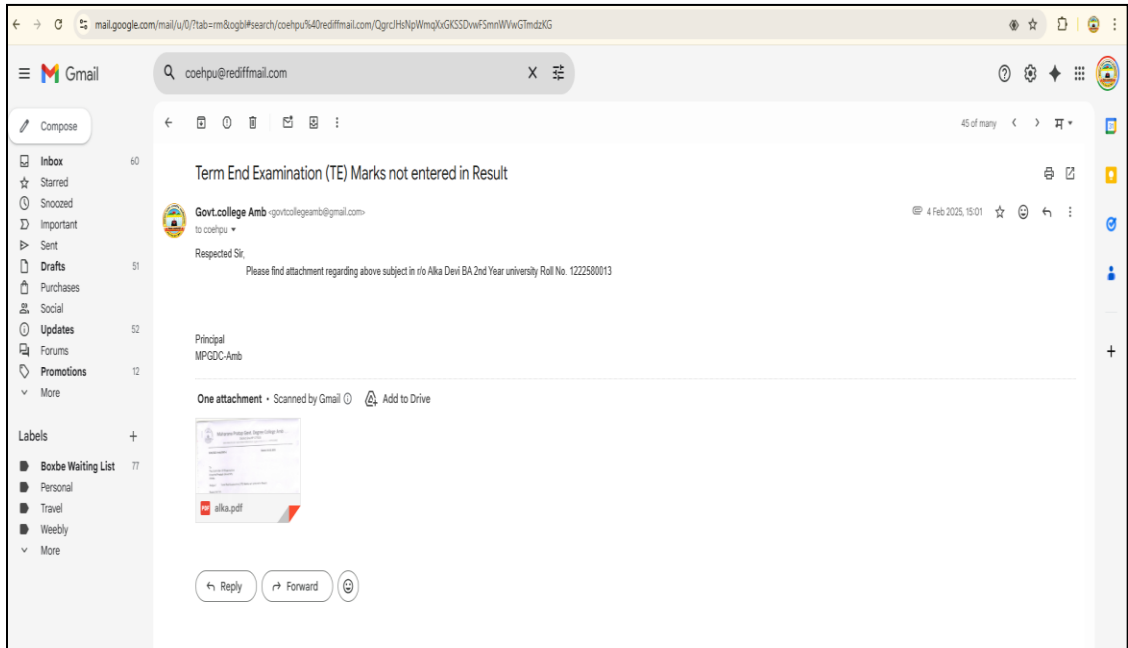 mail.google.com/mail/u/0/?tab=rm&ogbl#search/coehpu%40rediffmail.com/QgrcJHsNpWmqXxGKSSDvwFSmnWVwGTmdzKG
Gmail
coehpu@rediffmail.com
Compose
45 of many
Inbox 60
Starred
Snoozed
Important
Sent
Drafts 51
Purchases
Social
Updates 52
Forums
Promotions 12
More
Labels
Boxbe Waiting List 77
Personal
Travel
Weebly
More
Term End Examination (TE) Marks not entered in Result
Govt.college Amb <govtcollegeamb@gmail.com>
4 Feb 2025, 15:01
to coehpu
Respected Sir,
Please find attachment regarding above subject in r/o Alka Devi BA 2nd Year university Roll No. 1222580013
Principal
MPGDC-Amb
One attachment • Scanned by Gmail
Add to Drive
PDF alka.pdf
Reply
Forward